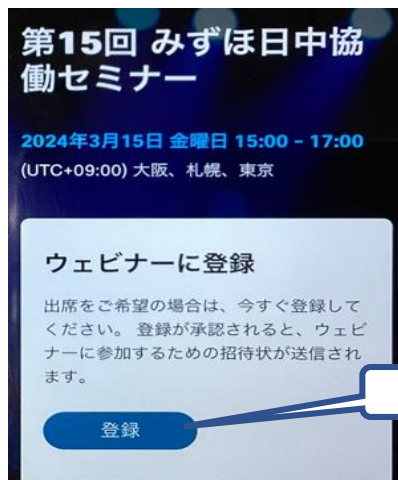 第15回 みずほ日中協
働セミナー
2024年3月15日 金曜日 15:00 – 17:00
(UTC+09:00) 大阪、札幌、東京
ウェビナーに登録
出席をご希望の場合は、今すぐ登録して
ください。 登録が承認されると、ウェビ
ナーに参加するための招待状が送信され
ます。
登録